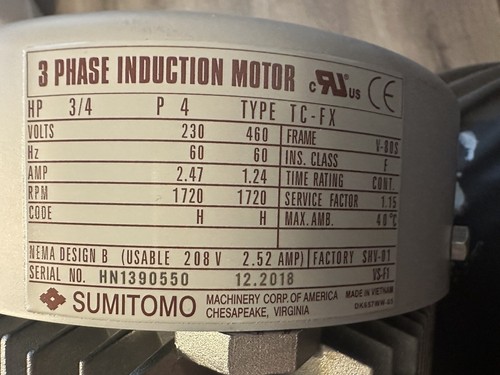 3 PHASE INDUCTION MOTOR c RU US CE
HP 3/4 P 4 TYPE TC-FX
VOLTS 230 460 FRAME V-80S
Hz 60 60 INS. CLASS F
AMP 2.47 1.24 TIME RATING CONT.
RPM 1720 1720 SERVICE FACTOR 1.15
CODE H H MAX. AMB. 40°C
NEMA DESIGN B (USABLE 208 V 2.52 AMP) FACTORY SHV-01
SERIAL NO. HN1390550 12.2018 VS-F1
SUMITOMO MACHINERY CORP. OF AMERICA MADE IN VIETNAM
CHESAPEAKE, VIRGINIA